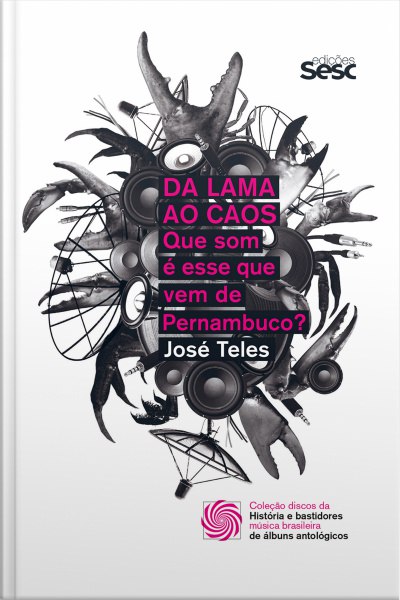 edições
Sesc
DA LAMA
AO CAOS
Que som
é esse que
vem de
Pernambuco?
José Teles
Coleção discos da
História e bastidores
música brasileira
de álbuns antológicos